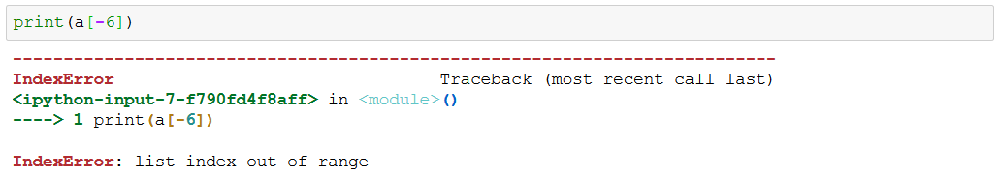 print(a[-6])
---------------------------------------------------------------------------
IndexError                                Traceback (most recent call last)
<ipython-input-7-f790fd4f8aff> in <module>()
----> 1 print(a[-6])
IndexError: list index out of range